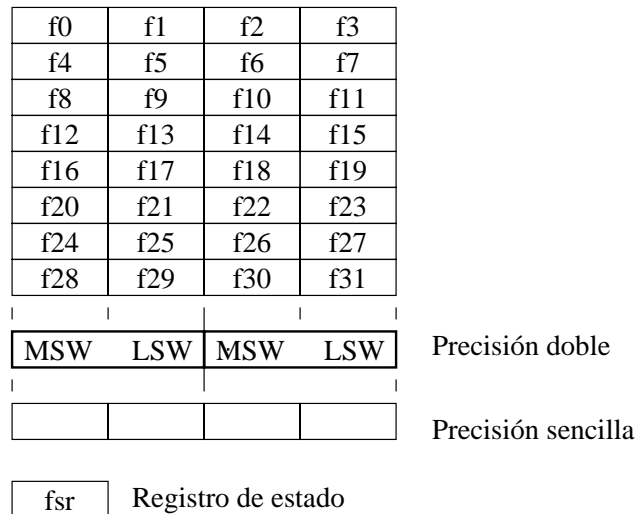 f0 f1 f2 f3
f4 f5 f6 f7
f8 f9 f10 f11
f12 f13 f14 f15
f16 f17 f18 f19
f20 f21 f22 f23
f24 f25 f26 f27
f28 f29 f30 f31
MSW LSW MSW LSW Precisión doble
Precisión sencilla
fsr Registro de estado